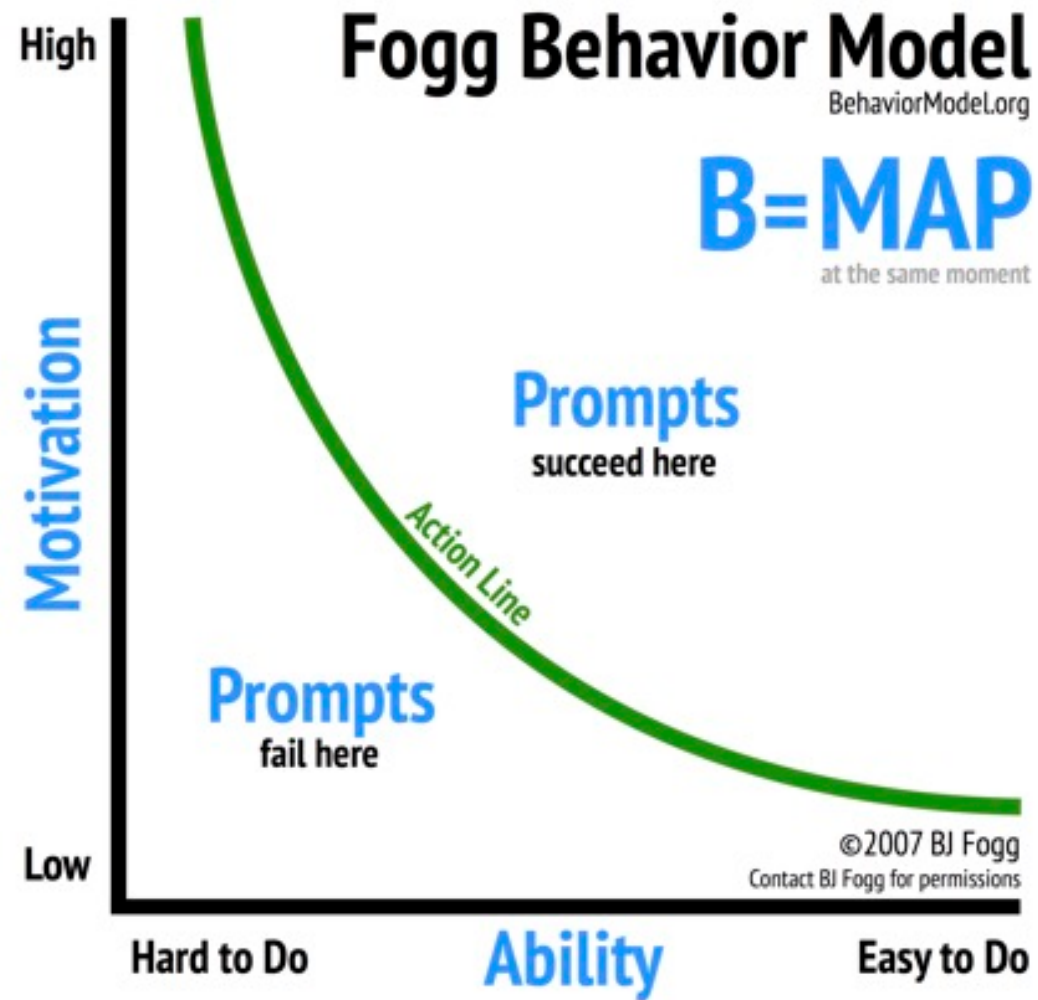 High
Fogg Behavior Model
BehaviorModel.org
B=MAP
at the same moment
Motivation
Prompts
succeed here
Action Line
Prompts
fail here
Low
©2007 BJ Fogg
Contact BJ Fogg for permissions
Hard to Do
Ability
Easy to Do